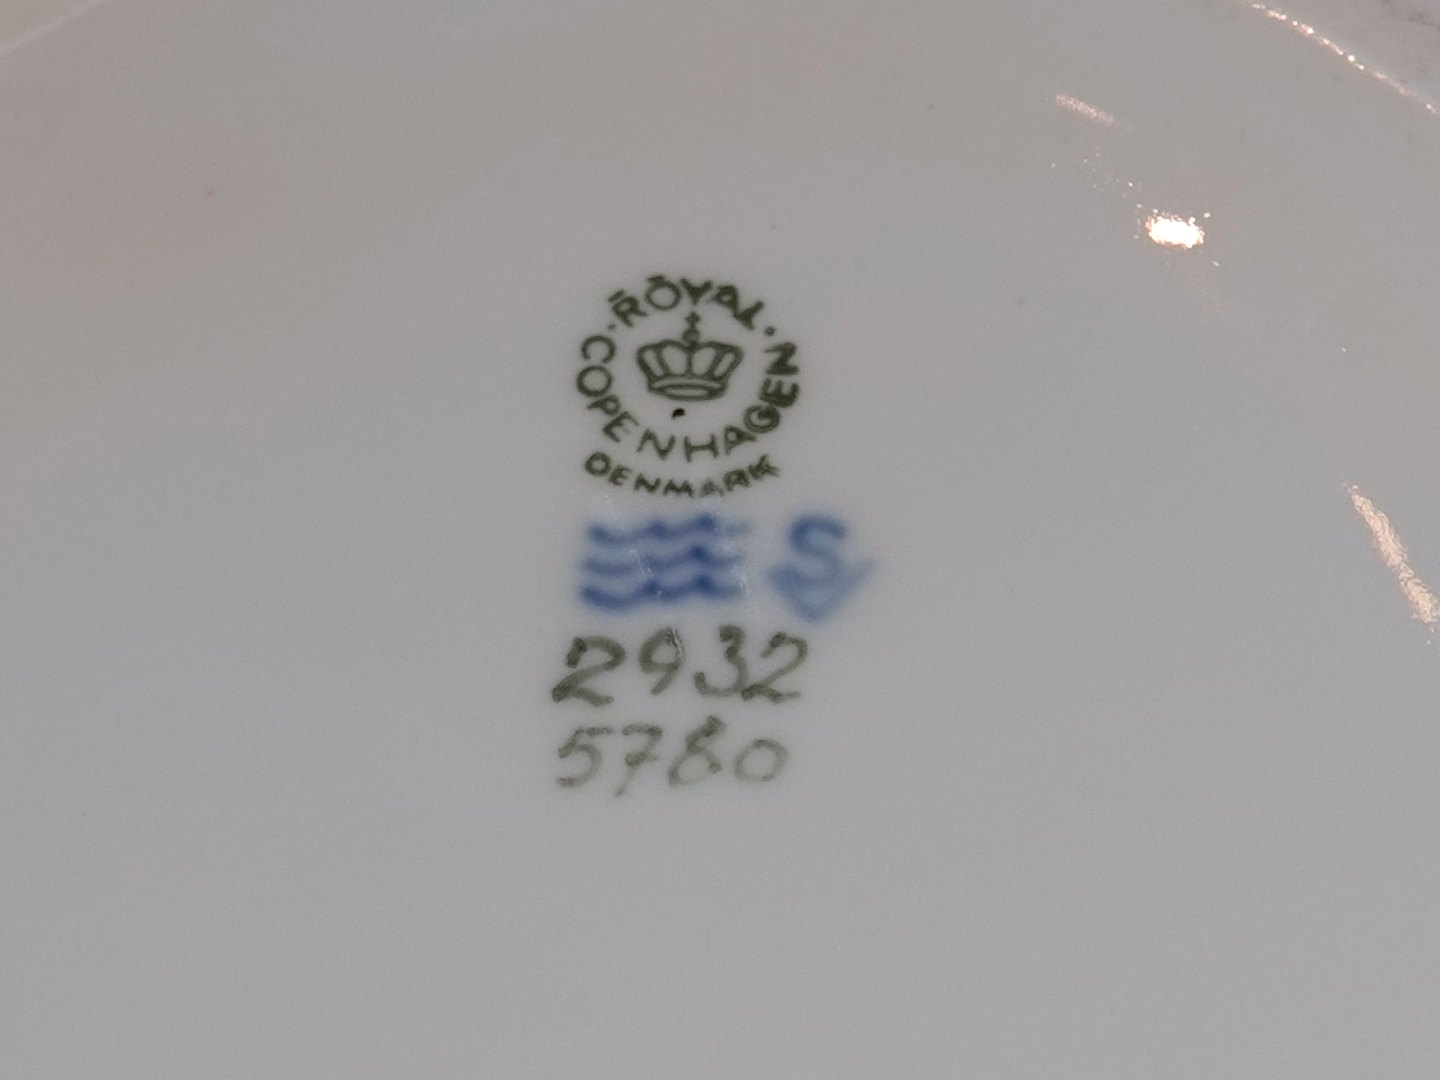 ROYAL
COPENHAGEN
DENMARK
S
2932
5780